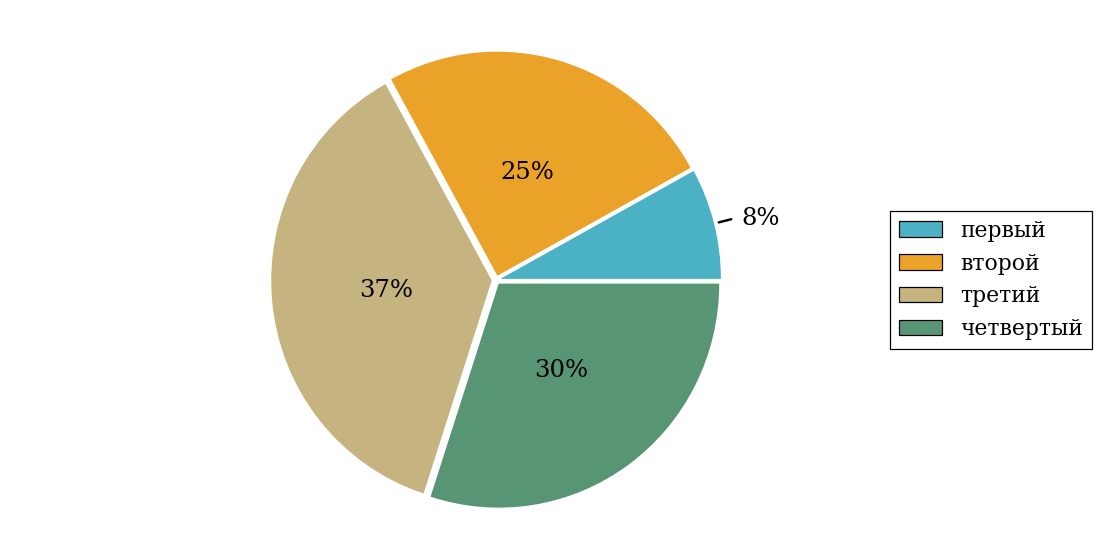 25%
8%
37%
30%
первый
второй
третий
четвертый